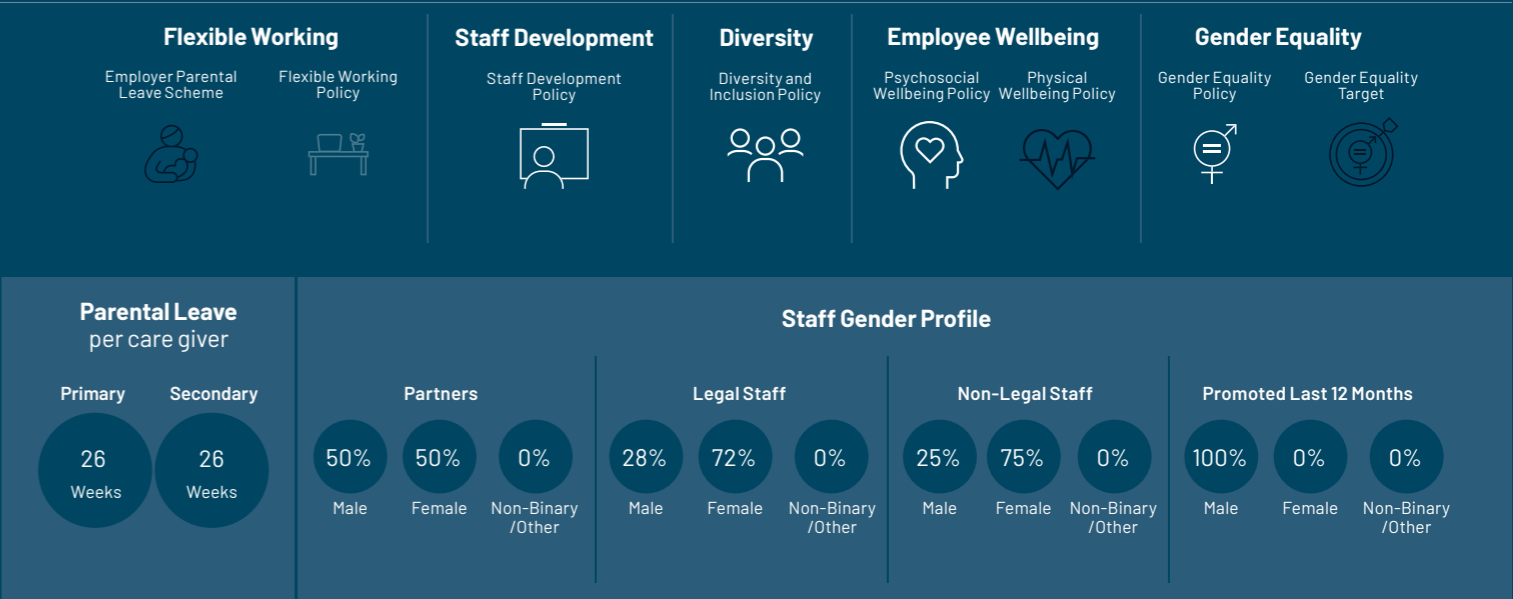 Flexible Working
Employer Parental
Leave Scheme
Flexible Working
Policy
Staff Development
Staff Development
Policy
Diversity
Diversity and
Inclusion Policy
Employee Wellbeing
Psychosocial
Wellbeing Policy
Physical
Wellbeing Policy
Gender Equality
Gender Equality
Policy
Gender Equality
Target
Parental Leave
per care giver
Primary
26
Weeks
Secondary
26
Weeks
Staff Gender Profile
Partners
50%
Male
50%
Female
0%
Non-Binary
/Other
Legal Staff
28%
Male
72%
Female
0%
Non-Binary
/Other
Non-Legal Staff
25%
Male
75%
Female
0%
Non-Binary
/Other
Promoted Last 12 Months
100%
Male
0%
Female
0%
Non-Binary
/Other